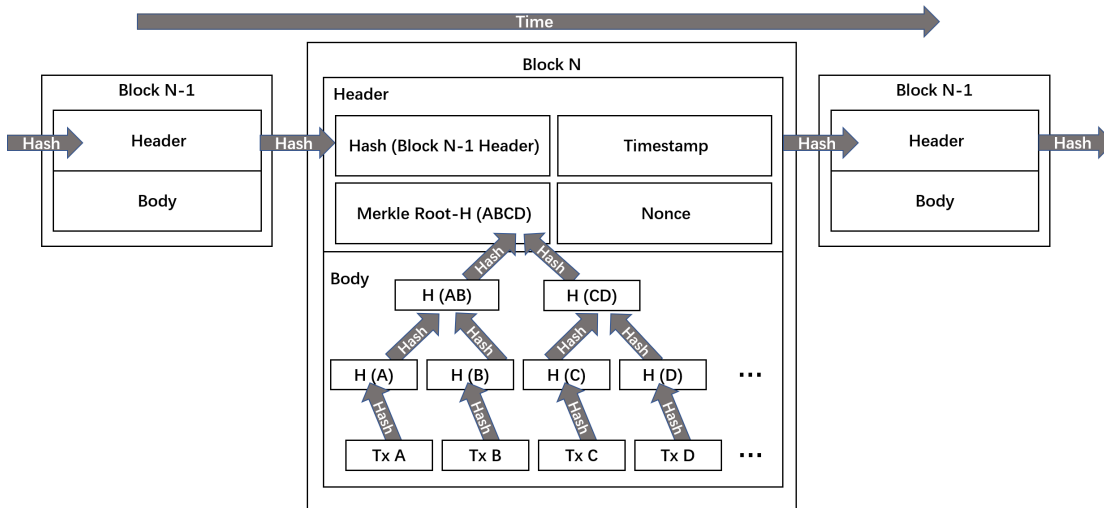 Time
Block N-1
Hash
Header
Body
Hash
Block N
Header
Hash (Block N-1 Header)
Timestamp
Merkle Root-H (ABCD)
Nonce
Body
Hash
Hash
H (AB)
H (CD)
Hash
Hash
Hash
Hash
H (A)
H (B)
H (C)
H (D)
...
Hash
Hash
Hash
Hash
Tx A
Tx B
Tx C
Tx D
...
Hash
Block N-1
Header
Body
Hash